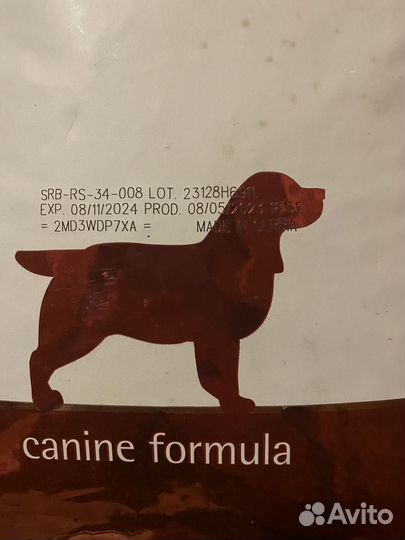 SRB-RS-34-008 LOT.
EXP. 08/11/2024 PROD.
= 2MD3WDP7XA = MADE IN
canine formula
Avito